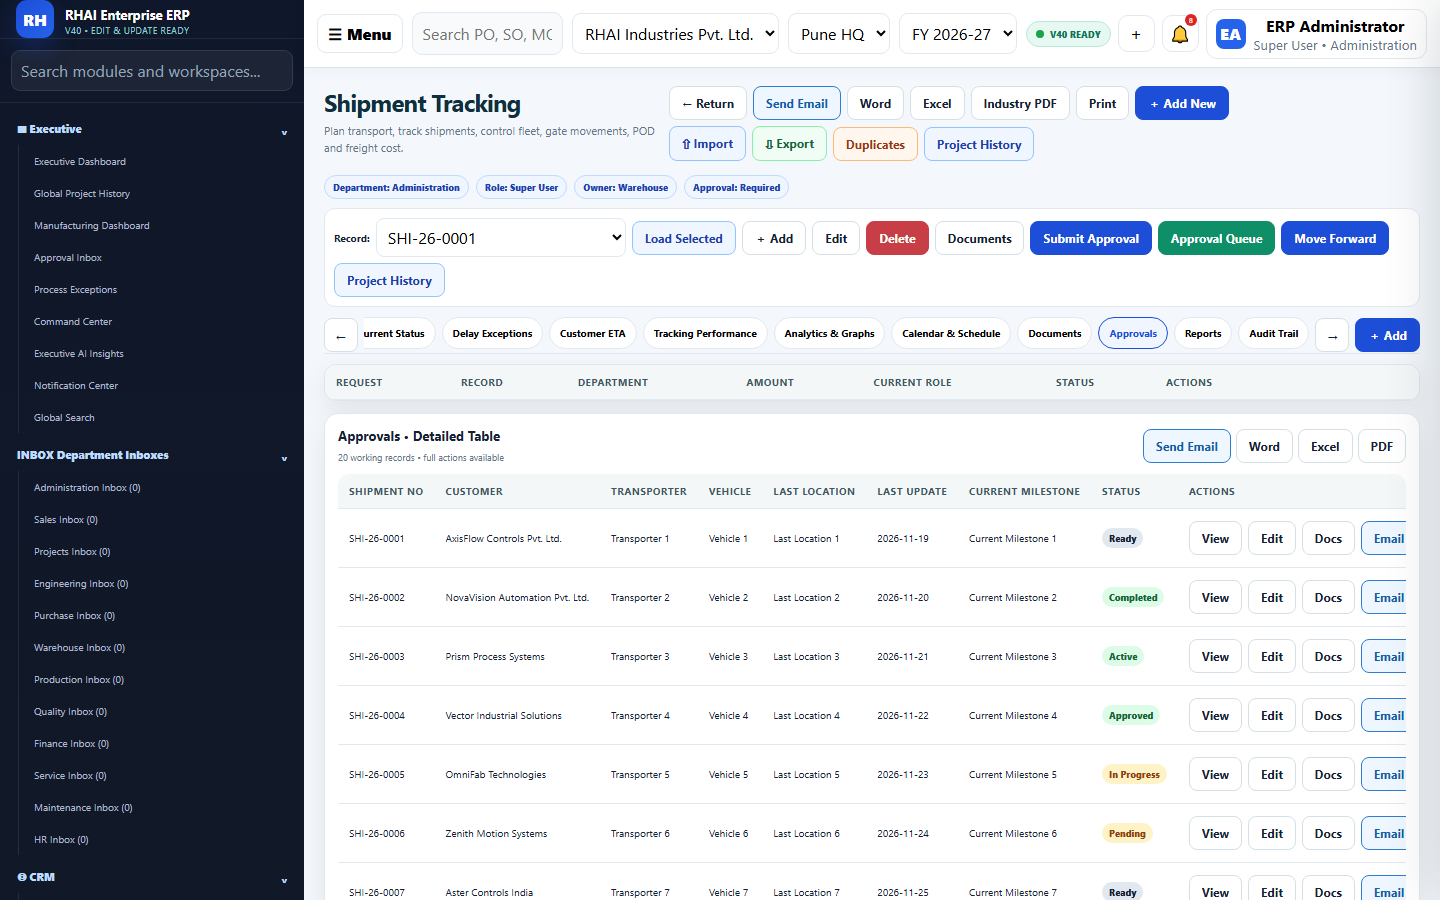 RH
RHAI Enterprise ERP
V40 • EDIT & UPDATE READY
Search modules and workspaces...
Executive
Executive Dashboard
Global Project History
Manufacturing Dashboard
Approval Inbox
Process Exceptions
Command Center
Executive AI Insights
Notification Center
Global Search
INBOX Department Inboxes
Administration Inbox (0)
Sales Inbox (0)
Projects Inbox (0)
Engineering Inbox (0)
Purchase Inbox (0)
Warehouse Inbox (0)
Production Inbox (0)
Quality Inbox (0)
Finance Inbox (0)
Service Inbox (0)
Maintenance Inbox (0)
HR Inbox (0)
CRM
☰ Menu
Search PO, SO, MO
RHAI Industries Pvt. Ltd.
Pune HQ
FY 2026-27
V40 READY
+
8
EA
ERP Administrator
Super User • Administration
Shipment Tracking
Plan transport, track shipments, control fleet, gate movements, POD
and freight cost.
← Return
Send Email
Word
Excel
Industry PDF
Print
+ Add New
⇧ Import
⇩ Export
Duplicates
Project History
Department: Administration
Role: Super User
Owner: Warehouse
Approval: Required
Record:
SHI-26-0001
Load Selected
+ Add
Edit
Delete
Documents
Submit Approval
Approval Queue
Move Forward
Project History
←
urrent Status
Delay Exceptions
Customer ETA
Tracking Performance
Analytics & Graphs
Calendar & Schedule
Documents
Approvals
Reports
Audit Trail
→
+ Add
REQUEST RECORD DEPARTMENT AMOUNT CURRENT ROLE STATUS ACTIONS
Approvals • Detailed Table
20 working records • full actions available
Send Email
Word
Excel
PDF
SHIPMENT NO CUSTOMER TRANSPORTER VEHICLE LAST LOCATION LAST UPDATE CURRENT MILESTONE STATUS ACTIONS
SHI-26-0001 AxisFlow Controls Pvt. Ltd. Transporter 1 Vehicle 1 Last Location 1 2026-11-19 Current Milestone 1 Ready View Edit Docs Email
SHI-26-0002 NovaVision Automation Pvt. Ltd. Transporter 2 Vehicle 2 Last Location 2 2026-11-20 Current Milestone 2 Completed View Edit Docs Email
SHI-26-0003 Prism Process Systems Transporter 3 Vehicle 3 Last Location 3 2026-11-21 Current Milestone 3 Active View Edit Docs Email
SHI-26-0004 Vector Industrial Solutions Transporter 4 Vehicle 4 Last Location 4 2026-11-22 Current Milestone 4 Approved View Edit Docs Email
SHI-26-0005 OmniFab Technologies Transporter 5 Vehicle 5 Last Location 5 2026-11-23 Current Milestone 5 In Progress View Edit Docs Email
SHI-26-0006 Zenith Motion Systems Transporter 6 Vehicle 6 Last Location 6 2026-11-24 Current Milestone 6 Pending View Edit Docs Email
SHI-26-0007 Aster Controls India Transporter 7 Vehicle 7 Last Location 7 2026-11-25 Current Milestone 7 Ready View Edit Docs Email